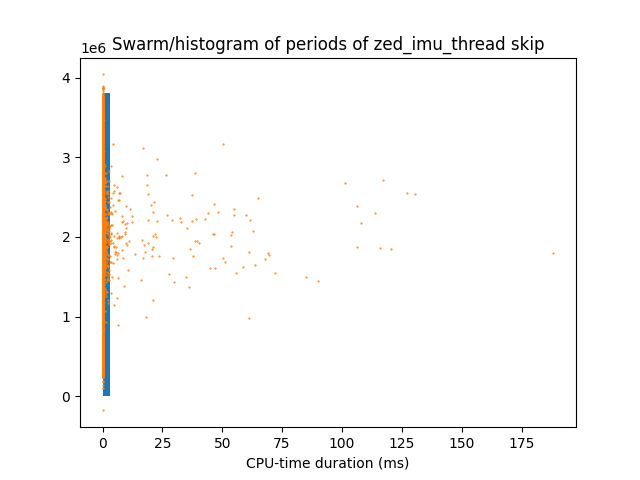 Swarm/histogram of periods of zed_imu_thread skip
1e6
4
3
2
1
0
0 25 50 75 100 125 150 175
CPU-time duration (ms)